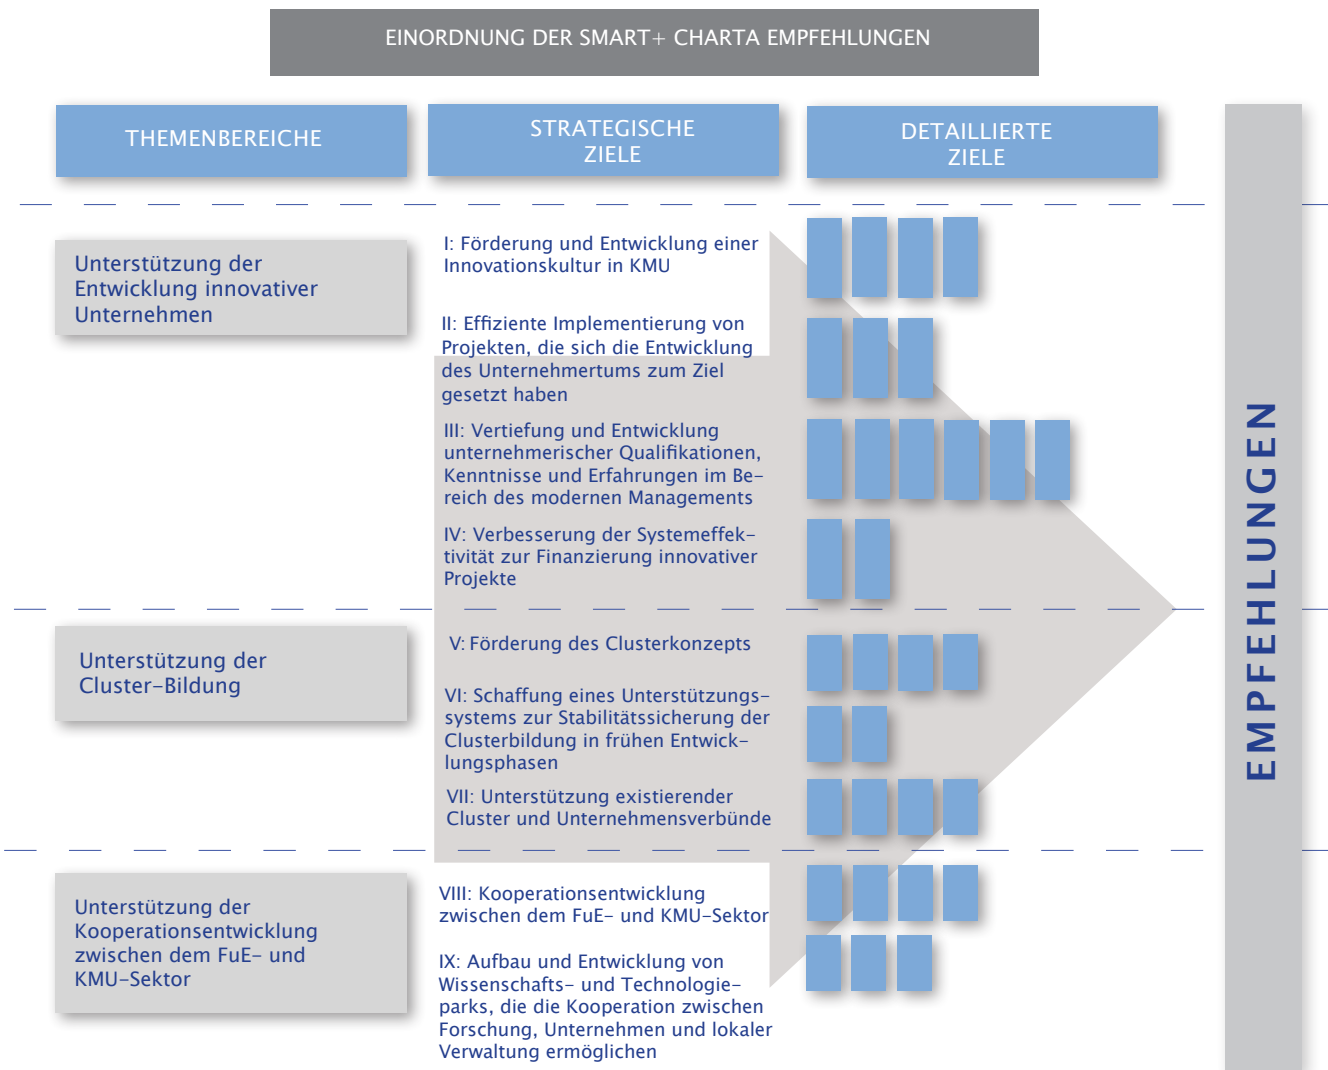 EINORDNUNG DER SMART+ CHARTA EMPFEHLUNGEN
THEMENBEREICHE
STRATEGISCHE
ZIELE
DETAILLIERTE
ZIELE
Unterstützung der
Entwicklung innovativer
Unternehmen
I: Förderung und Entwicklung einer
Innovationskultur in KMU
II: Effiziente Implementierung von
Projekten, die sich die Entwicklung
des Unternehmertums zum Ziel
gesetzt haben
III: Vertiefung und Entwicklung
unternehmerischer Qualifikationen,
Kenntnisse und Erfahrungen im Be-
reich des modernen Managements
IV: Verbesserung der Systemeffek-
tivität zur Finanzierung innovativer
Projekte
Unterstützung der
Cluster-Bildung
V: Förderung des Clusterkonzepts
VI: Schaffung eines Unterstützungs-
systems zur Stabilitätssicherung der
Clusterbildung in frühen Entwick-
lungsphasen
VII: Unterstützung existierender
Cluster und Unternehmensverbünde
Unterstützung der
Kooperationsentwicklung
zwischen dem FuE- und
KMU-Sektor
VIII: Kooperationsentwicklung
zwischen dem FuE- und KMU-Sektor
IX: Aufbau und Entwicklung von
Wissenschafts- und Technologie-
parks, die die Kooperation zwischen
Forschung, Unternehmen und lokaler
Verwaltung ermöglichen
EMPFEHLUNGEN